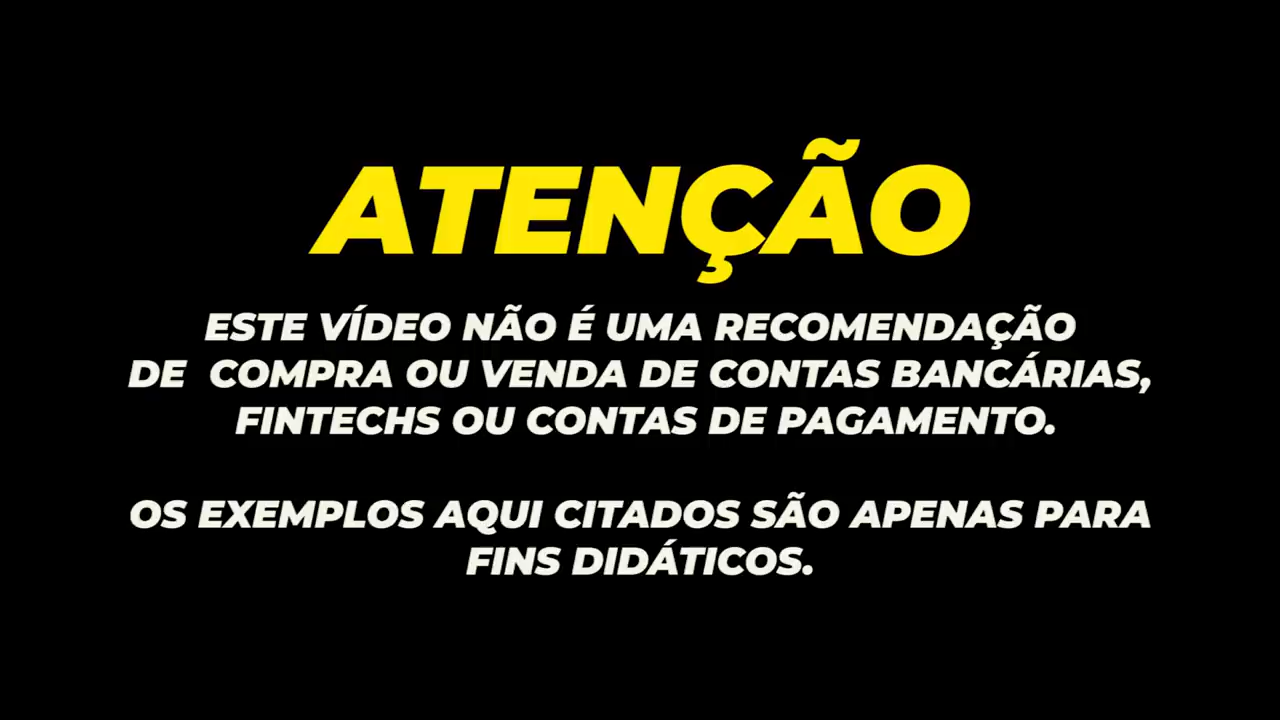 ATENÇÃO
ESTE VÍDEO NÃO É UMA RECOMENDAÇÃO
DE COMPRA OU VENDA DE CONTAS BANCÁRIAS,
FINTECHS OU CONTAS DE PAGAMENTO.
OS EXEMPLOS AQUI CITADOS SÃO APENAS PARA
FINS DIDÁTICOS.